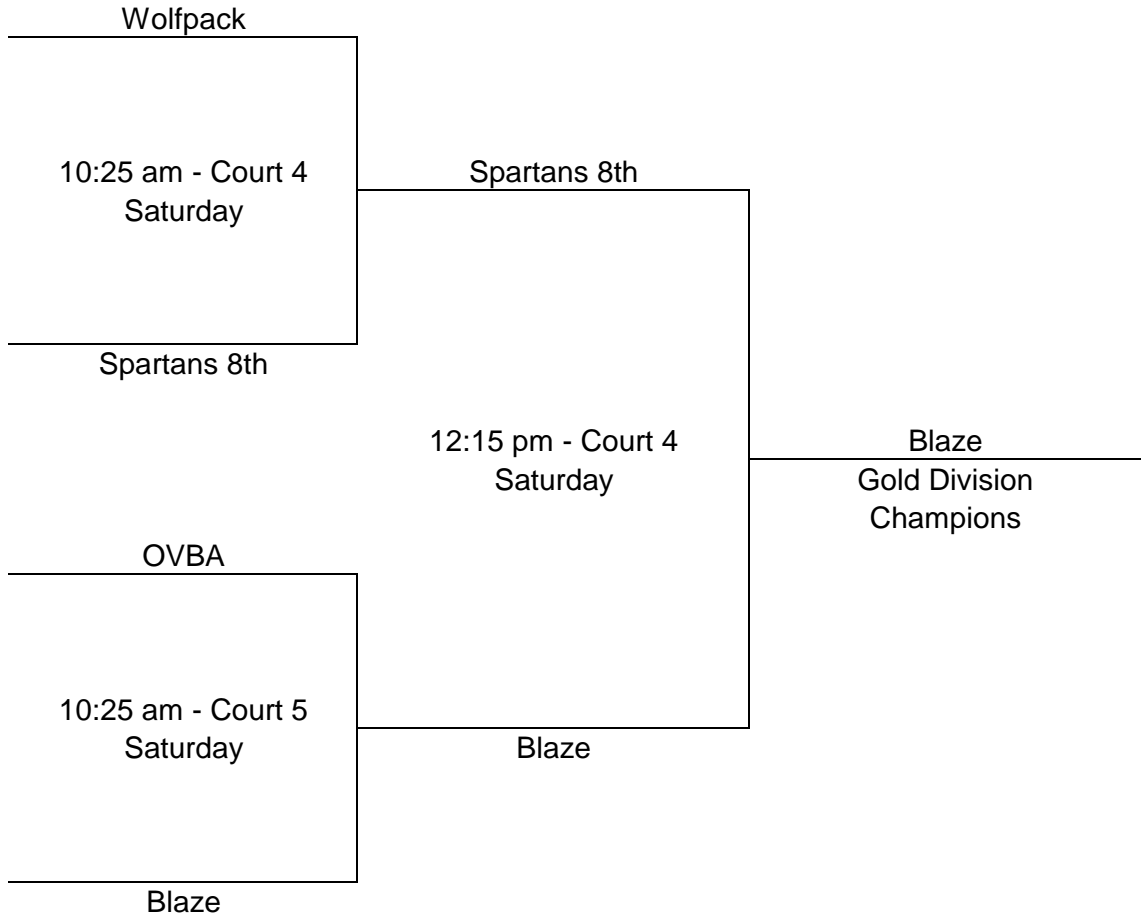 Wolfpack
10:25 am - Court 4
Saturday
Spartans 8th
Spartans 8th
12:15 pm - Court 4
Saturday
Blaze
Gold Division
Champions
OVBA
10:25 am - Court 5
Saturday
Blaze
Blaze